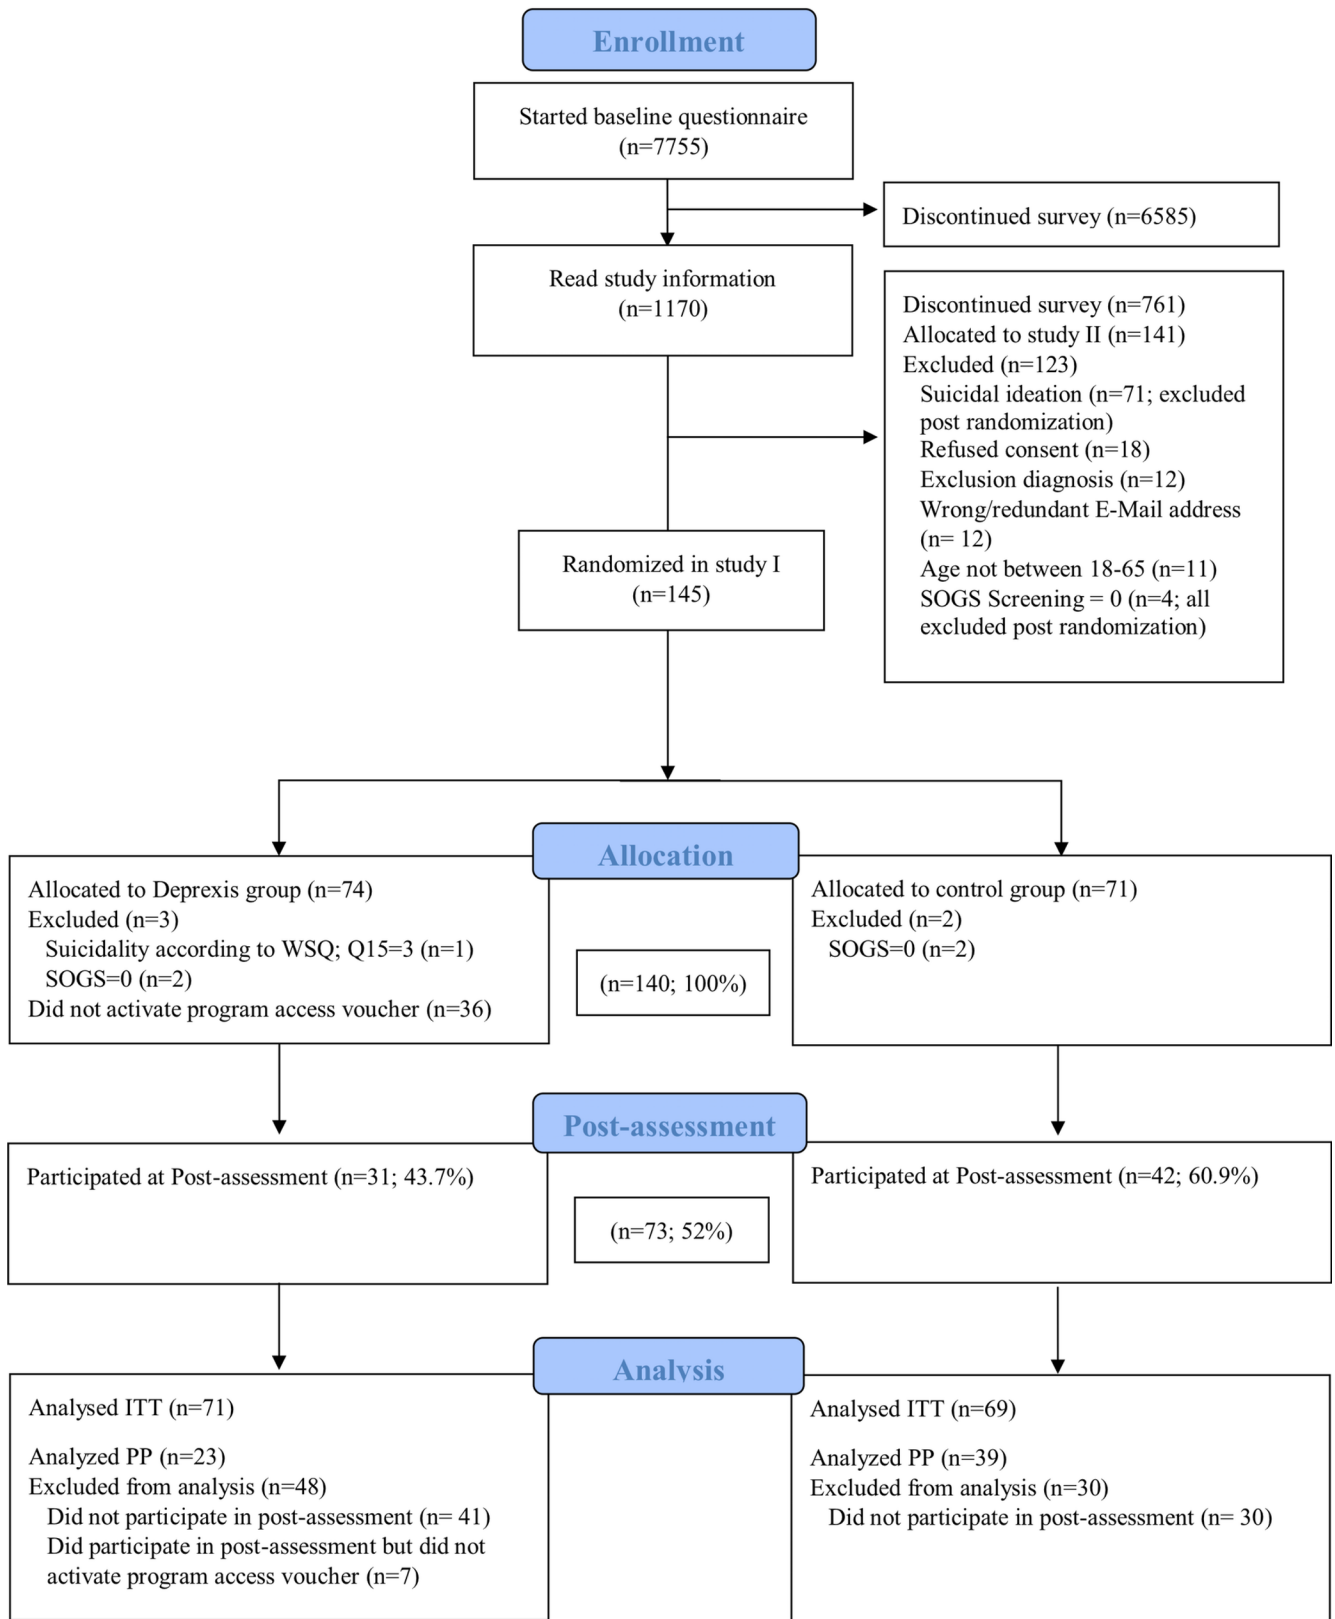 Enrollment
Started baseline questionnaire
(n=7755)
Discontinued survey (n=6585)
Read study information
(n=1170)
Discontinued survey (n=761)
Allocated to study II (n=141)
Excluded (n=123)
Suicidal ideation (n=71; excluded
post randomization)
Refused consent (n=18)
Exclusion diagnosis (n=12)
Wrong/redundant E-Mail address
(n= 12)
Age not between 18-65 (n=11)
SOGS Screening = 0 (n=4; all
excluded post randomization)
Randomized in study I
(n=145)
Allocation
Allocated to Deprexis group (n=74)
Excluded (n=3)
Suicidality according to WSQ; Q15=3 (n=1)
SOGS=0 (n=2)
Did not activate program access voucher (n=36)
(n=140; 100%)
Allocated to control group (n=71)
Excluded (n=2)
SOGS=0 (n=2)
Post-assessment
Participated at Post-assessment (n=31; 43.7%)
(n=73; 52%)
Participated at Post-assessment (n=42; 60.9%)
Analysis
Analysed ITT (n=71)
Analyzed PP (n=23)
Excluded from analysis (n=48)
Did not participate in post-assessment (n= 41)
Did participate in post-assessment but did not
activate program access voucher (n=7)
Analysed ITT (n=69)
Analyzed PP (n=39)
Excluded from analysis (n=30)
Did not participate in post-assessment (n= 30)